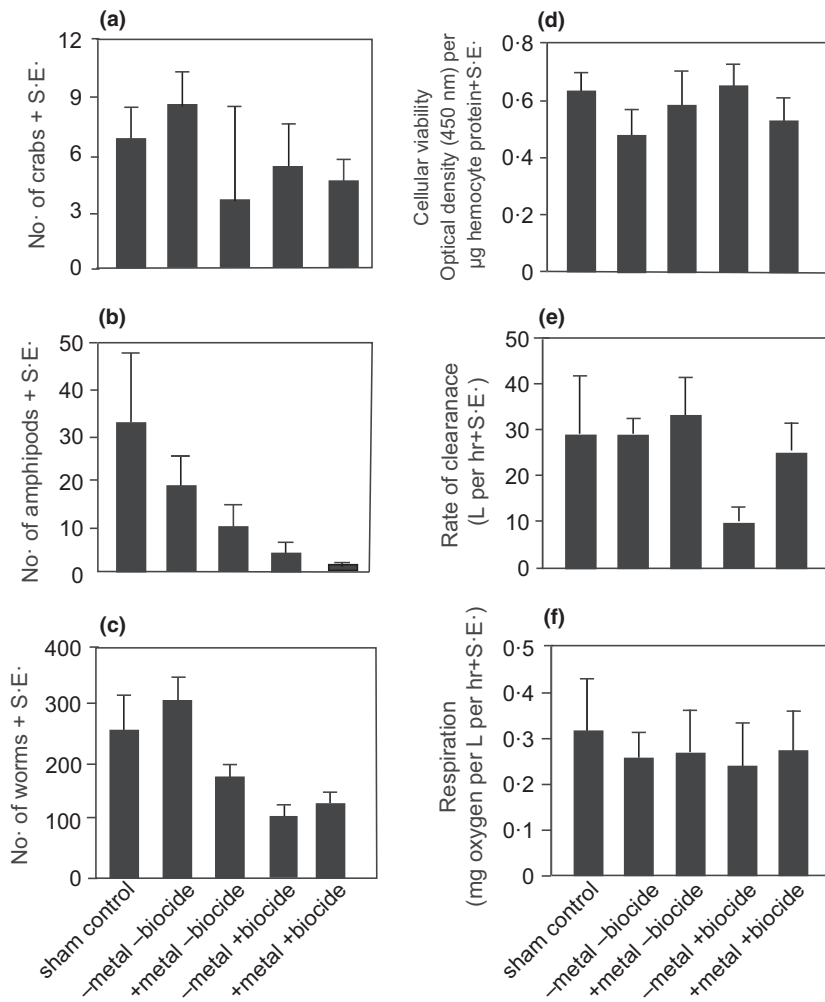 (a)
12
9
6
3
0
No· of crabs + S·E·
(b)
50
40
30
20
10
0
No· of amphipods + S·E·
(c)
400
300
200
100
0
No· of worms + S·E·
sham control
–metal –biocide
+metal –biocide
–metal +biocide
+metal +biocide
(d)
0·8
0·6
0·4
0·2
0
Cellular viability
Optical density (450 nm) per
µg hemocyte protein+S·E·
(e)
50
40
30
20
10
0
Rate of clearanace
(L per hr+S·E·)
(f)
0·5
0·4
0·3
0·2
0·1
0
Respiration
(mg oxygen per L per hr+S·E·)
sham control
–metal –biocide
+metal –biocide
–metal +biocide
+metal +biocide